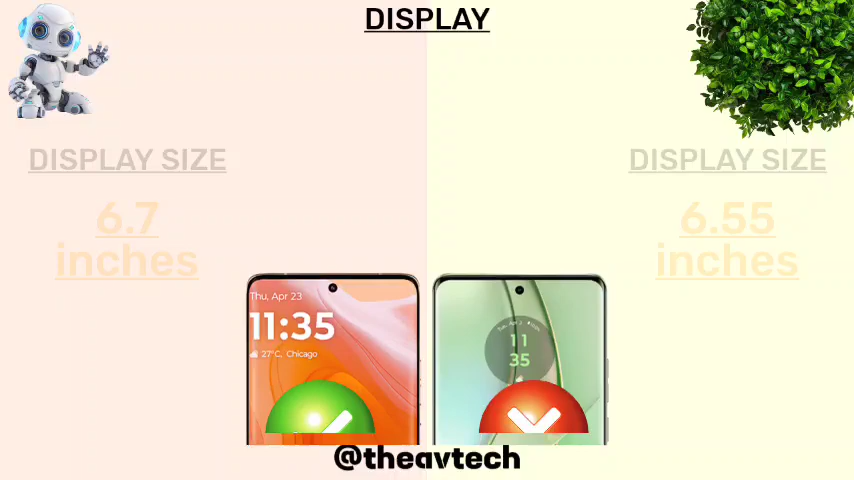 DISPLAY
DISPLAY SIZE
6.7
inches
DISPLAY SIZE
6.55
inches
Thu, Apr 23
11:35
27°C, Chicago
11
35
@theavtech